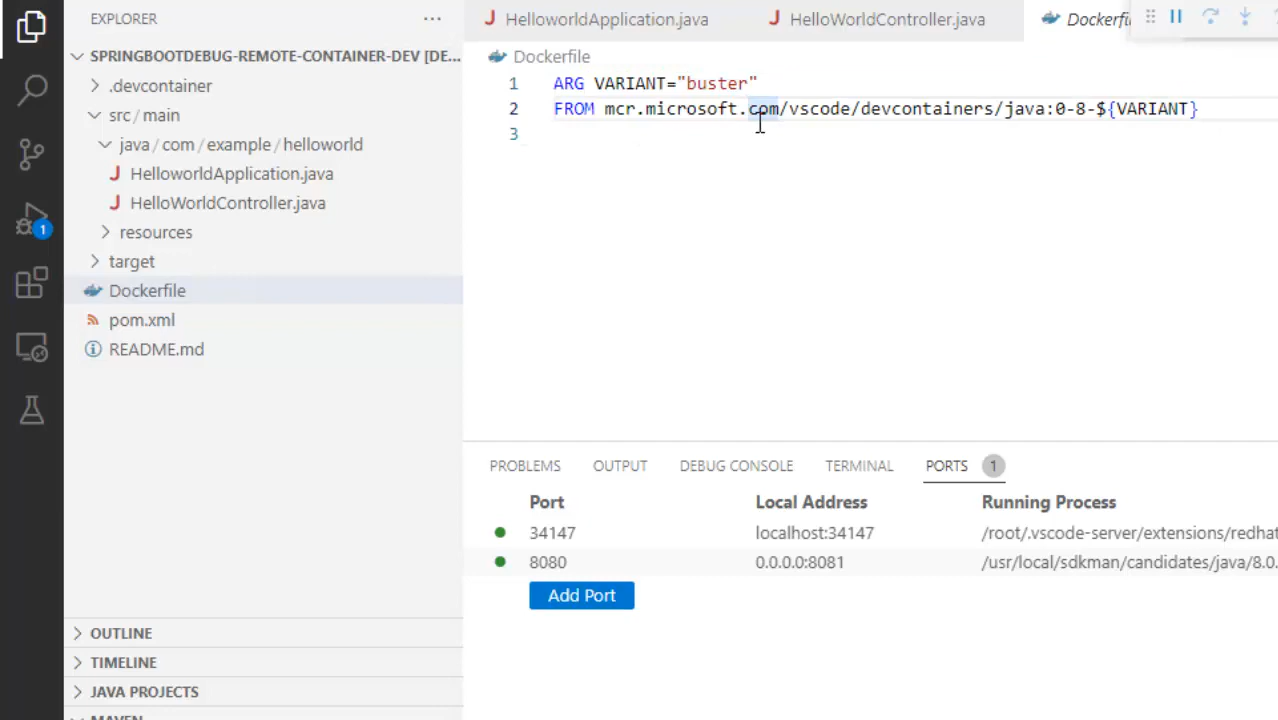 EXPLORER
SPRINGBOOTDEBUG-REMOTE-CONTAINER-DEV [DE...
.devcontainer
src / main
java / com / example / helloworld
HelloworldApplication.java
HelloWorldController.java
resources
target
Dockerfile
pom.xml
README.md
OUTLINE
TIMELINE
JAVA PROJECTS
MAVEN
1
HelloworldApplication.java
HelloWorldController.java
Dockerfi
Dockerfile
1 ARG VARIANT="buster"
2 FROM mcr.microsoft.com/vscode/devcontainers/java:0-8-${VARIANT}
3
PROBLEMS OUTPUT DEBUG CONSOLE TERMINAL PORTS 1
Port Local Address Running Process
34147 localhost:34147 /root/.vscode-server/extensions/redhat
8080 0.0.0.0:8081 /usr/local/sdkman/candidates/java/8.0.
Add Port